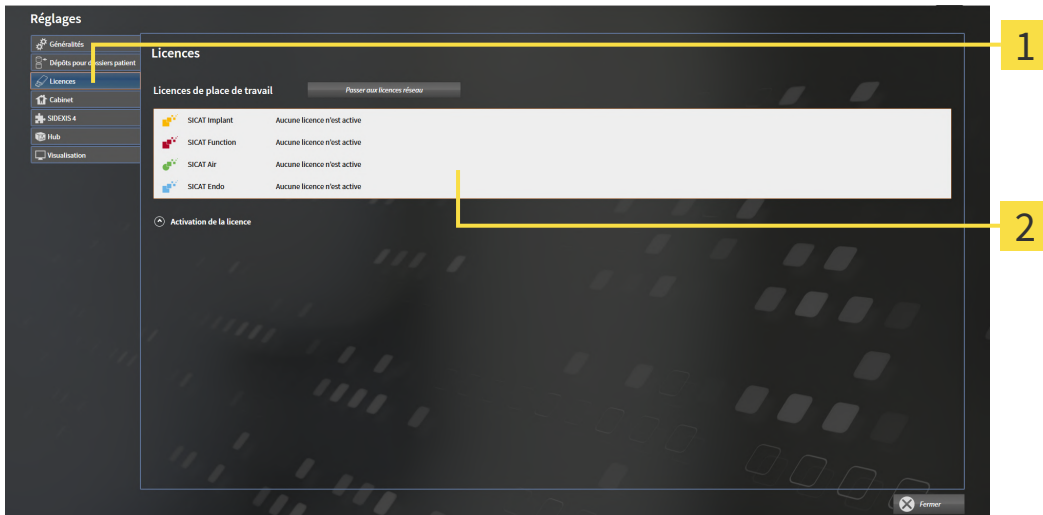 Réglages
Généralités
Dépôts pour dossiers patient
Licences
Cabinet
SIDEXIS 4
Hub
Visualisation
Licences
Licences de place de travail Passer aux licences réseau
SICAT Implant Aucune licence n'est active
SICAT Function Aucune licence n'est active
SICAT Air Aucune licence n'est active
SICAT Endo Aucune licence n'est active
Activation de la licence
Fermer
1
2